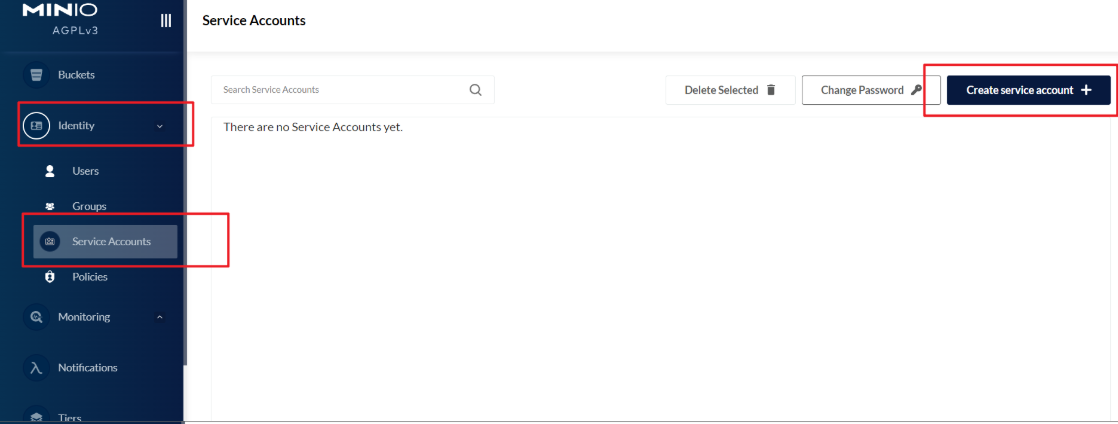 MINIO
AGPLv3
Service Accounts
Buckets
Identity
Users
Groups
Service Accounts
Policies
Monitoring
Notifications
Tiers
Search Service Accounts
Delete Selected
Change Password
Create service account +
There are no Service Accounts yet.